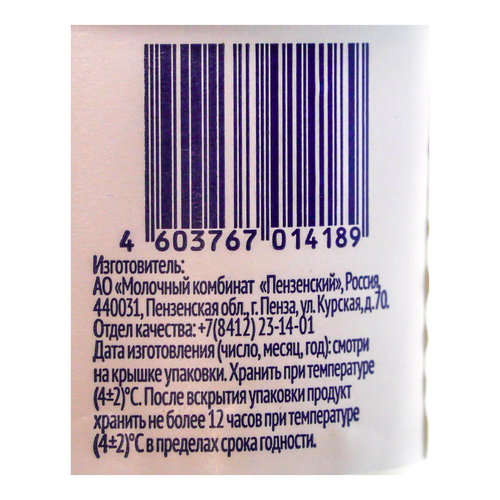 4 603767 014189
Изготовитель:
АО «Молочный комбинат «Пензенский», Россия,
440031, Пензенская обл., г. Пенза, ул. Курская, д.70.
Отдел качества: +7(8412) 23-14-01
Дата изготовления (число, месяц, год): смотри
на крышке упаковки. Хранить при температуре
(4±2)°С. После вскрытия упаковки продукт
хранить не более 12 часов при температуре
(4±2)°С в пределах срока годности.